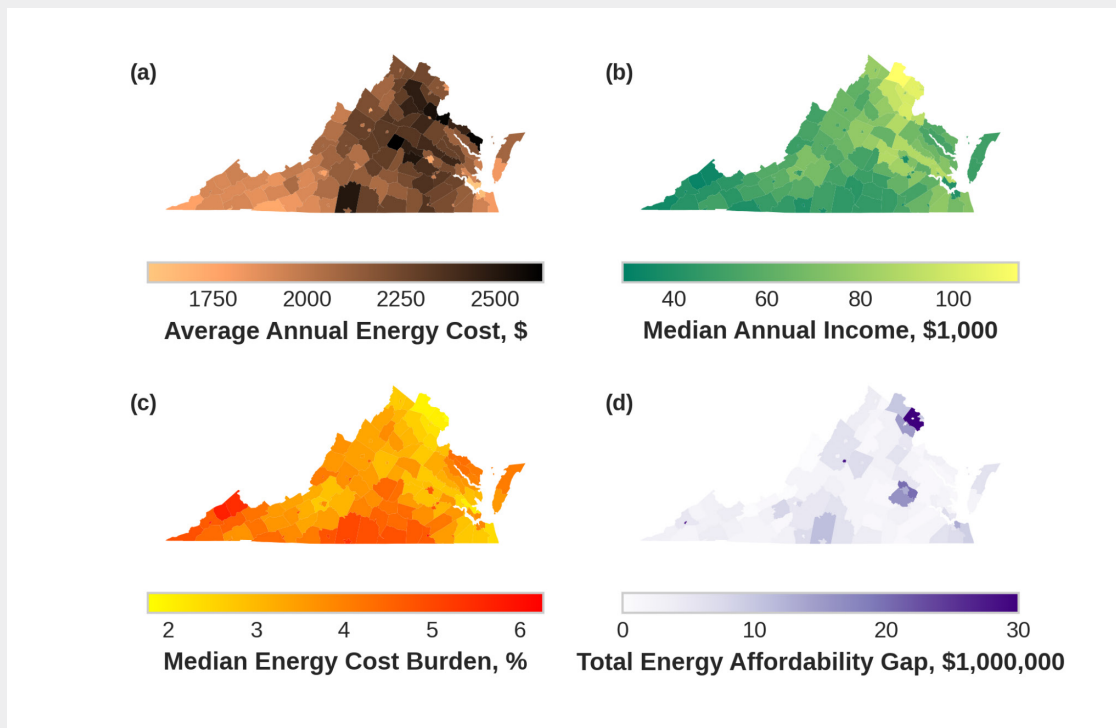 (a)
(b)
1750 2000 2250 2500
Average Annual Energy Cost, $
40 60 80 100
Median Annual Income, $1,000
(c)
(d)
2 3 4 5 6
Median Energy Cost Burden, %
0 10 20 30
Total Energy Affordability Gap, $1,000,000